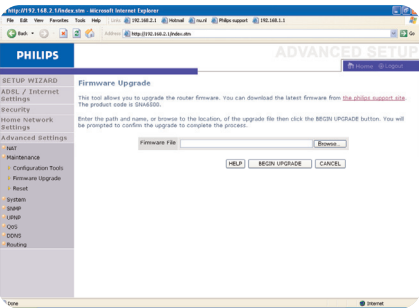 http://192.168.2.1/index.stm - Microsoft Internet Explorer
File Edit View Favorites Tools Help Links 192.168.2.1 Hotmail nu.nl Philips support 192.168.1.1
Back Address http://192.168.2.1/index.stm Go
PHILIPS
ADVANCED SETUP
Home Logout
SETUP WIZARD
ADSL / Internet Settings
Security
Home Network Settings
Advanced Settings
NAT
Maintenance
Configuration Tools
Firmware Upgrade
Reset
System
SNMP
UPNP
QoS
DDNS
Routing
Firmware Upgrade
This tool allows you to upgrade the router firmware. You can download the latest firmware from the philips support site.
The product code is SNA6500.
Enter the path and name, or browse to the location, of the upgrade file then click the BEGIN UPGRADE button. You will
be prompted to confirm the upgrade to complete the process.
Firmware File Browse...
HELP BEGIN UPGRADE CANCEL
Done Internet